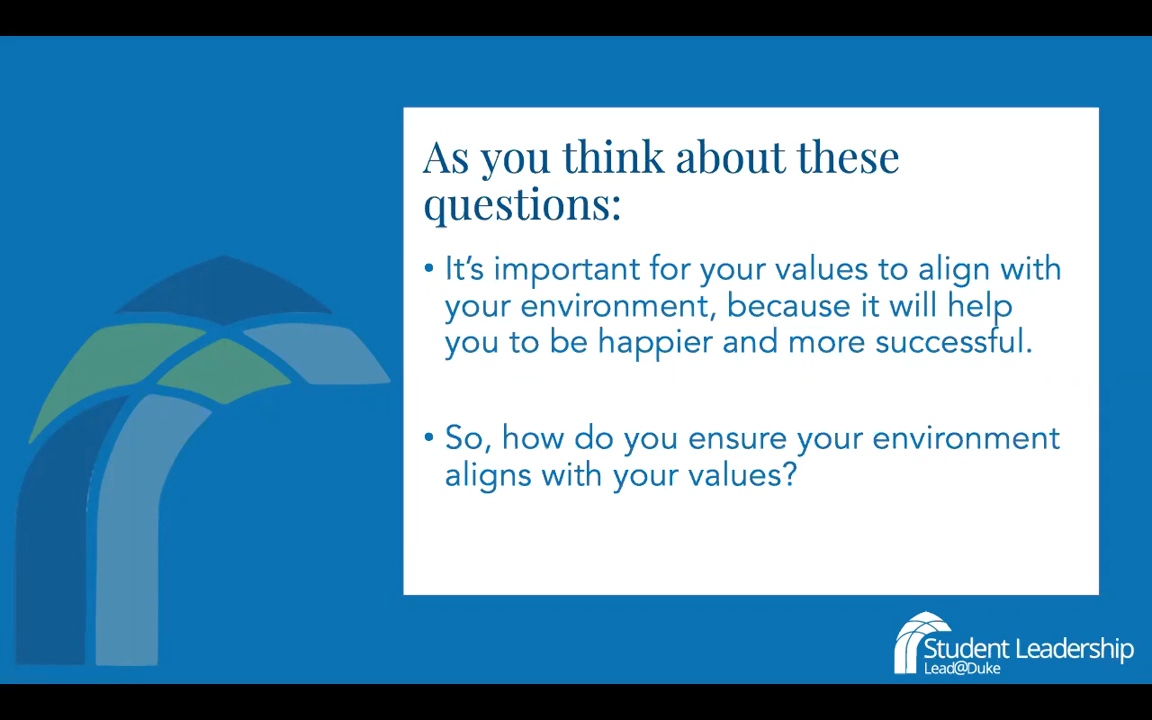 As you think about these
questions:
• It’s important for your values to align with
your environment, because it will help
you to be happier and more successful.
• So, how do you ensure your environment
aligns with your values?
Student Leadership
Lead@Duke